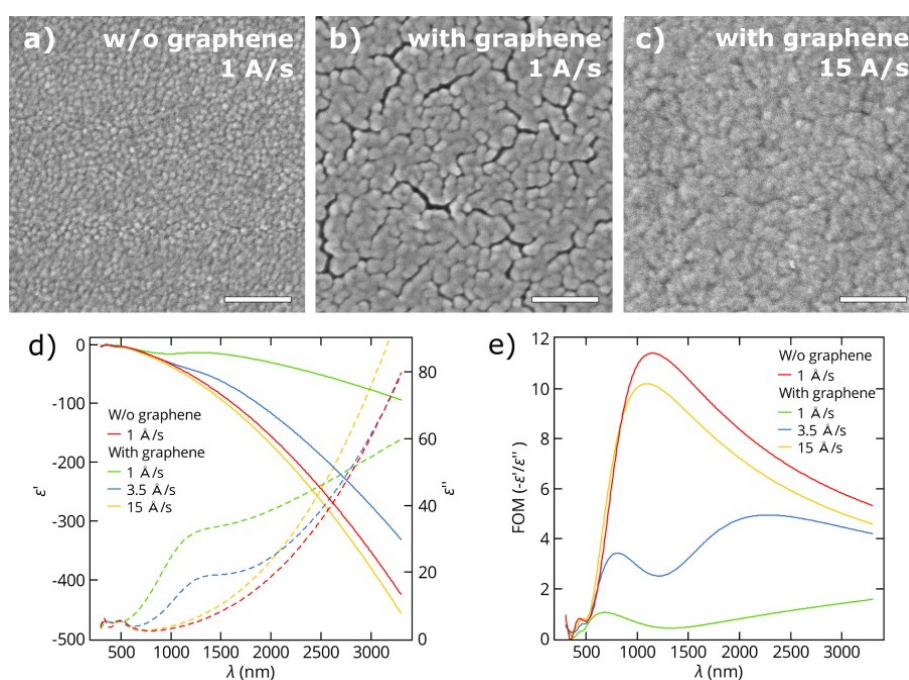 a) w/o graphene
1 A/s
b) with graphene
1 A/s
c) with graphene
15 A/s
d)
0
-100
-200
-300
-400
-500
ε'
W/o graphene
1 Å/s
With graphene
1 Å/s
3.5 Å/s
15 Å/s
80
60
40
20
0
ε''
500 1000 1500 2000 2500 3000
λ (nm)
e)
12
10
8
6
4
2
0
FOM (-ε'/ε'')
W/o graphene
1 Å/s
With graphene
1 Å/s
3.5 Å/s
15 Å/s
500 1000 1500 2000 2500 3000
λ (nm)